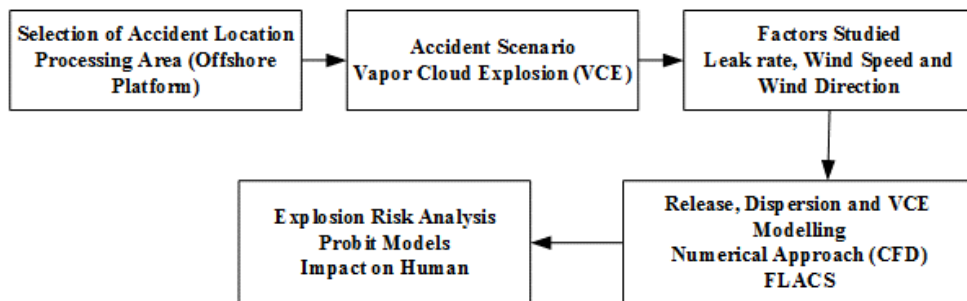 Selection of Accident Location
Processing Area (Offshore
Platform)
Accident Scenario
Vapor Cloud Explosion (VCE)
Factors Studied
Leak rate, Wind Speed and
Wind Direction
Release, Dispersion and VCE
Modelling
Numerical Approach (CFD)
FLACS
Explosion Risk Analysis
Probit Models
Impact on Human